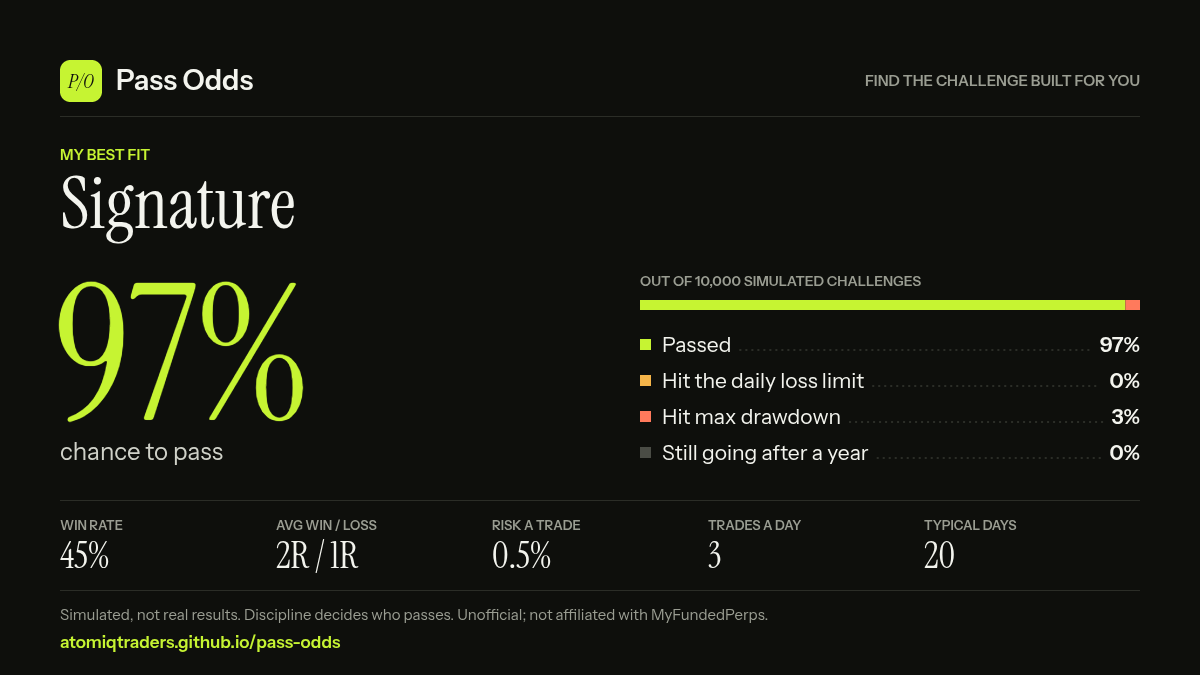 P/O Pass Odds
FIND THE CHALLENGE BUILT FOR YOU
MY BEST FIT
Signature
97%
chance to pass
OUT OF 10,000 SIMULATED CHALLENGES
Passed 97%
Hit the daily loss limit 0%
Hit max drawdown 3%
Still going after a year 0%
WIN RATE
45%
AVG WIN / LOSS
2R / 1R
RISK A TRADE
0.5%
TRADES A DAY
3
TYPICAL DAYS
20
Simulated, not real results. Discipline decides who passes. Unofficial; not affiliated with MyFundedPerps.
atomiqtraders.github.io/pass-odds